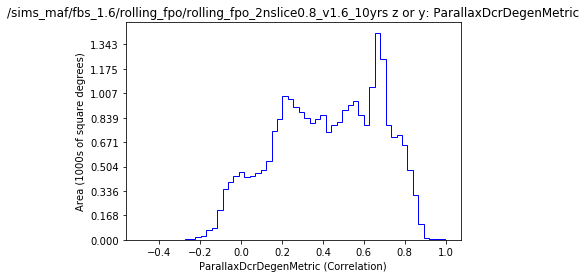 /sims_maf/fbs_1.6/rolling_fpo/rolling_fpo_2nslice0.8_v1.6_10yrs z or y: ParallaxDcrDegenMetric
Area (1000s of square degrees)
1.343
1.175
1.007
0.839
0.671
0.504
0.336
0.168
0.000
−0.4 −0.2 0.0 0.2 0.4 0.6 0.8 1.0
ParallaxDcrDegenMetric (Correlation)